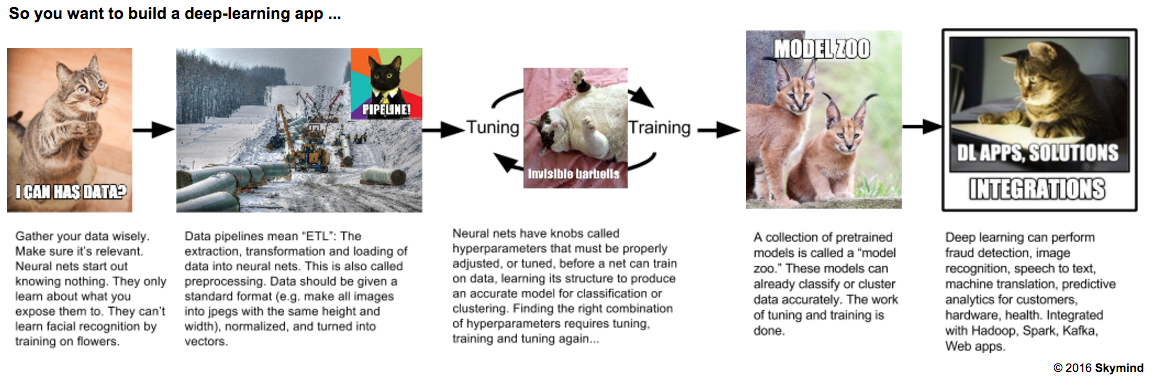 So you want to build a deep-learning app ...
I CAN HAS DATA?
PIPELINE!
Tuning
Training
Invisible barbells
MODEL ZOO
DL APPS, SOLUTIONS
INTEGRATIONS
Gather your data wisely.
Make sure it's relevant.
Neural nets start out
knowing nothing. They only
learn about what you
expose them to. They can't
learn facial recognition by
training on flowers.
Data pipelines mean “ETL”: The
extraction, transformation and loading of
data into neural nets. This is also called
preprocessing. Data should be given a
standard format (e.g. make all images
into jpegs with the same height and
width), normalized, and turned into
vectors.
Neural nets have knobs called
hyperparameters that must be properly
adjusted, or tuned, before a net can train
on data, learning its structure to produce
an accurate model for classification or
clustering. Finding the right combination
of hyperparameters requires tuning,
training and tuning again...
A collection of pretrained
models is called a “model
zoo.” These models can
already classify or cluster
data accurately. The work
of tuning and training is
done.
Deep learning can perform
fraud detection, image
recognition, speech to text,
machine translation, predictive
analytics for customers,
hardware, health. Integrated
with Hadoop, Spark, Kafka,
Web apps.
© 2016 Skymind